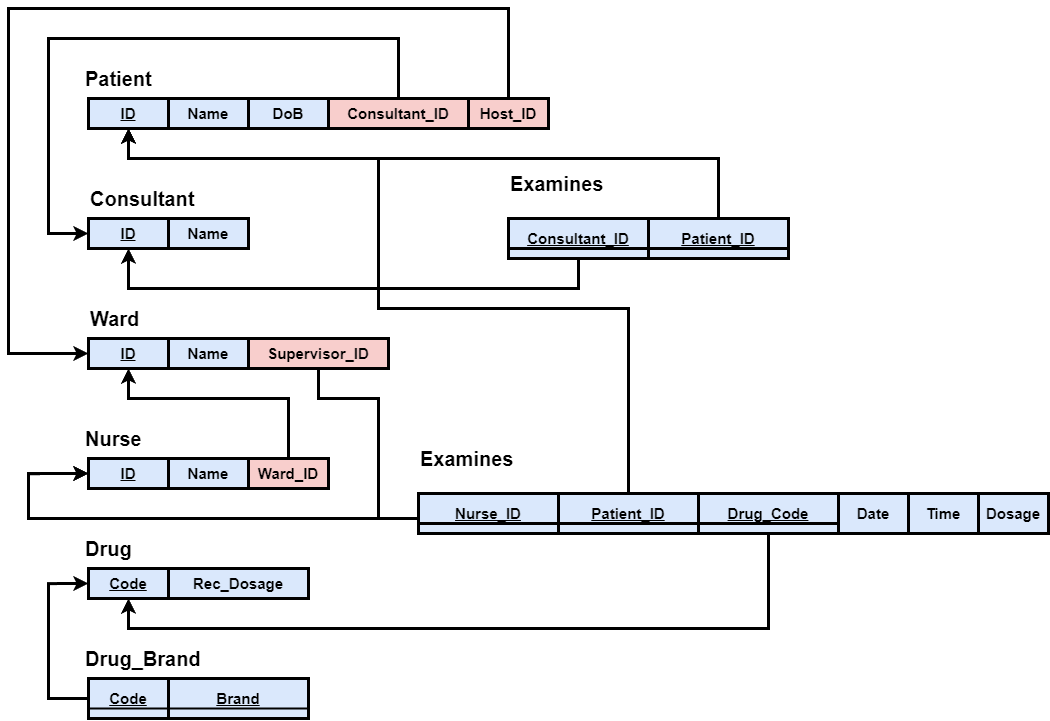 Patient
ID Name DoB Consultant_ID Host_ID
Consultant
ID Name
Examines
Consultant_ID Patient_ID
Ward
ID Name Supervisor_ID
Nurse
ID Name Ward_ID
Examines
Nurse_ID Patient_ID Drug_Code Date Time Dosage
Drug
Code Rec_Dosage
Drug_Brand
Code Brand